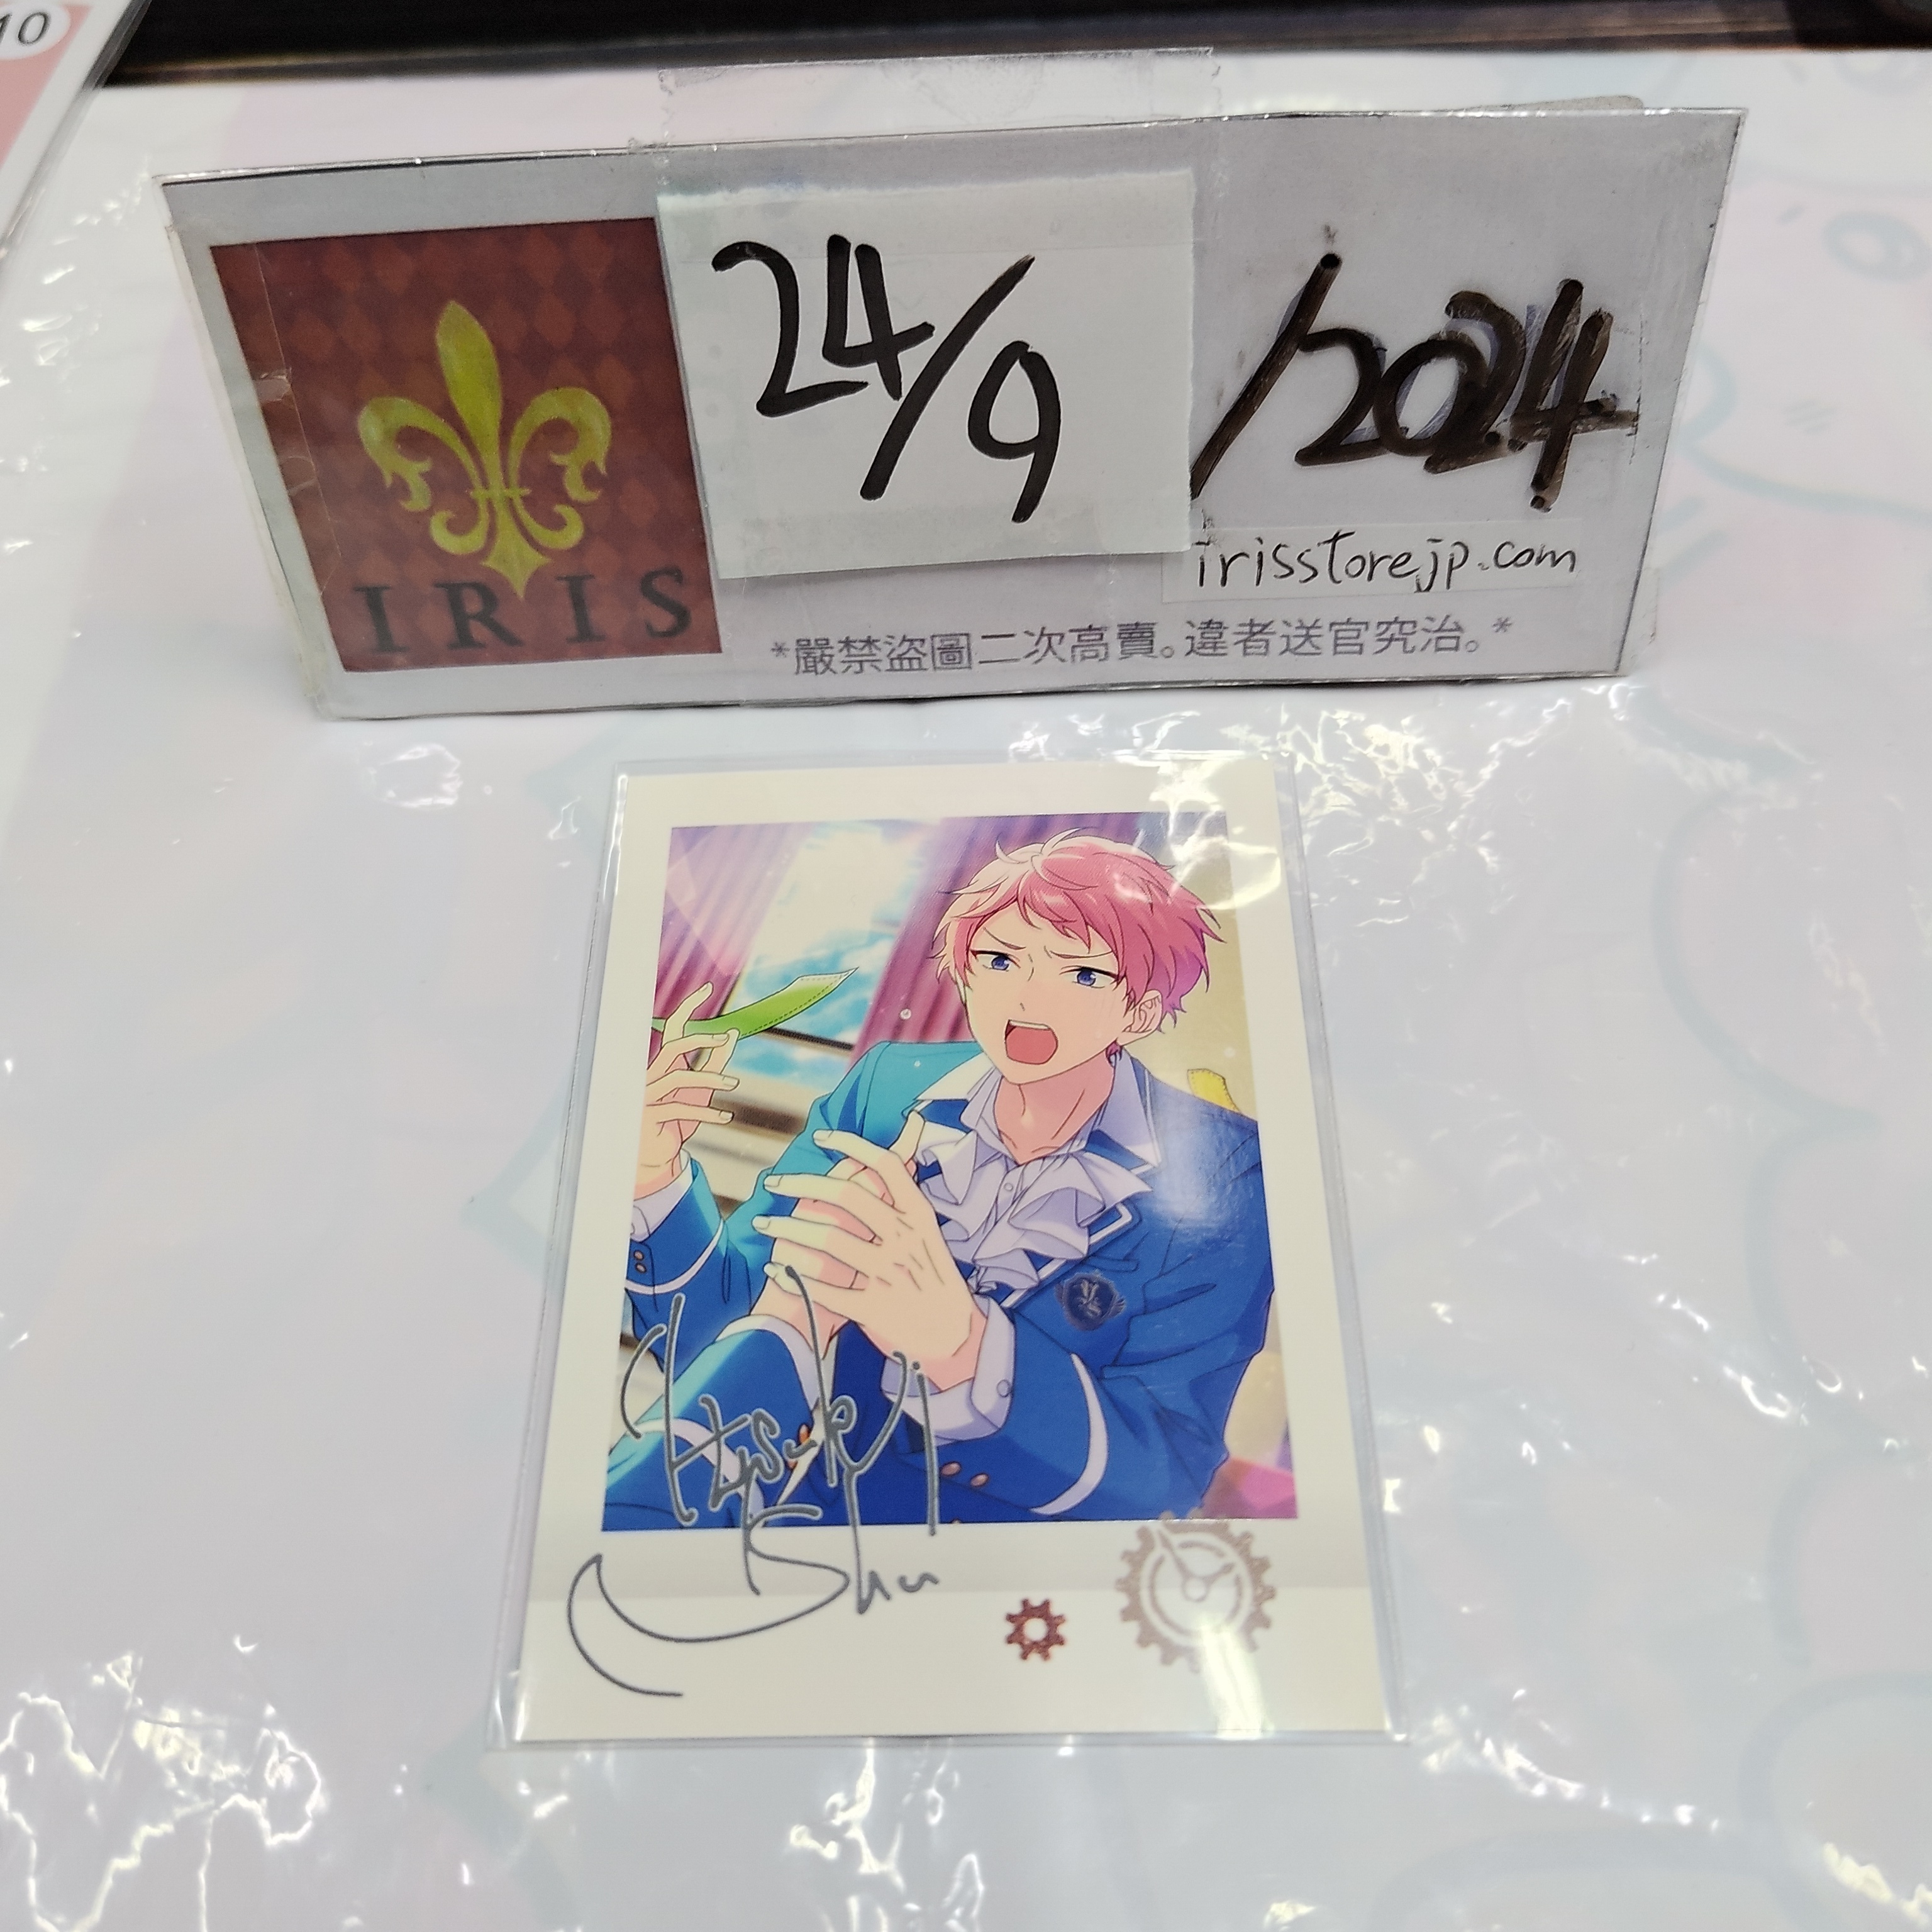 10
24/9/2024
irisstorejp.com
IRIS
*嚴禁盜圖二次高賣。違者送官究治。*
Itsuki
Shu